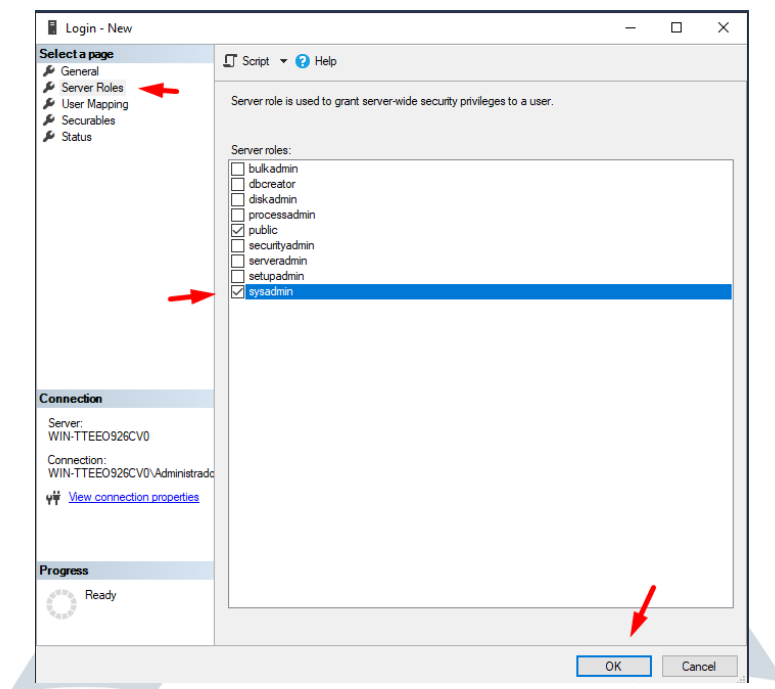 Login - New
Select a page
General
Server Roles
User Mapping
Securables
Status
Script
Help
Server role is used to grant server-wide security privileges to a user.
Server roles:
bulkadmin
dbcreator
diskadmin
processadmin
public
securityadmin
serveradmin
setupadmin
sysadmin
Connection
Server:
WIN-TTEEO926CV0
Connection:
WIN-TTEEO926CV0\Administrado
View connection properties
Progress
Ready
OK
Cancel